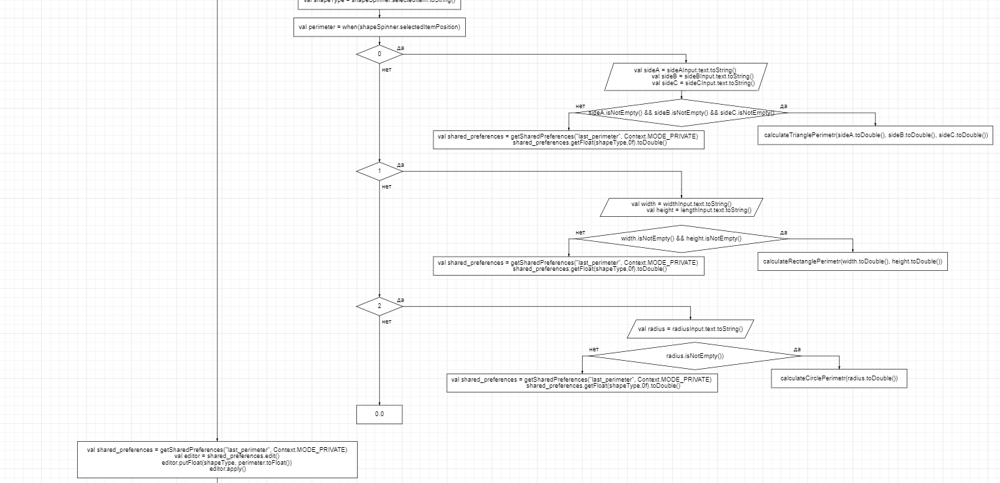 val shapeType = shapeSpinner.selectedItem.toString()
val perimeter = when(shapeSpinner.selectedItemPosition)
0
да
нет
val sideA = sideAInput.text.toString()
val sideB = sideBInput.text.toString()
val sideC = sideCInput.text.toString()
нет
sideA.isNotEmpty() && sideB.isNotEmpty() && sideC.isNotEmpty()
да
val shared_preferences = getSharedPreferences("last_perimeter", Context.MODE_PRIVATE)
shared_preferences.getFloat(shapeType,0f).toDouble()
calculateTrianglePerimetr(sideA.toDouble(), sideB.toDouble(), sideC.toDouble())
1
да
нет
val width = widthInput.text.toString()
val height = lengthInput.text.toString()
нет
width.isNotEmpty() && height.isNotEmpty()
да
val shared_preferences = getSharedPreferences("last_perimeter", Context.MODE_PRIVATE)
shared_preferences.getFloat(shapeType,0f).toDouble()
calculateRectanglePerimetr(width.toDouble(), height.toDouble())
2
да
нет
val radius = radiusInput.text.toString()
нет
radius.isNotEmpty())
да
val shared_preferences = getSharedPreferences("last_perimeter", Context.MODE_PRIVATE)
shared_preferences.getFloat(shapeType,0f).toDouble()
calculateCirclePerimetr(radius.toDouble())
0.0
val shared_preferences = getSharedPreferences("last_perimeter", Context.MODE_PRIVATE)
val editor = shared_preferences.edit()
editor.putFloat(shapeType, perimeter.toFloat())
editor.apply()